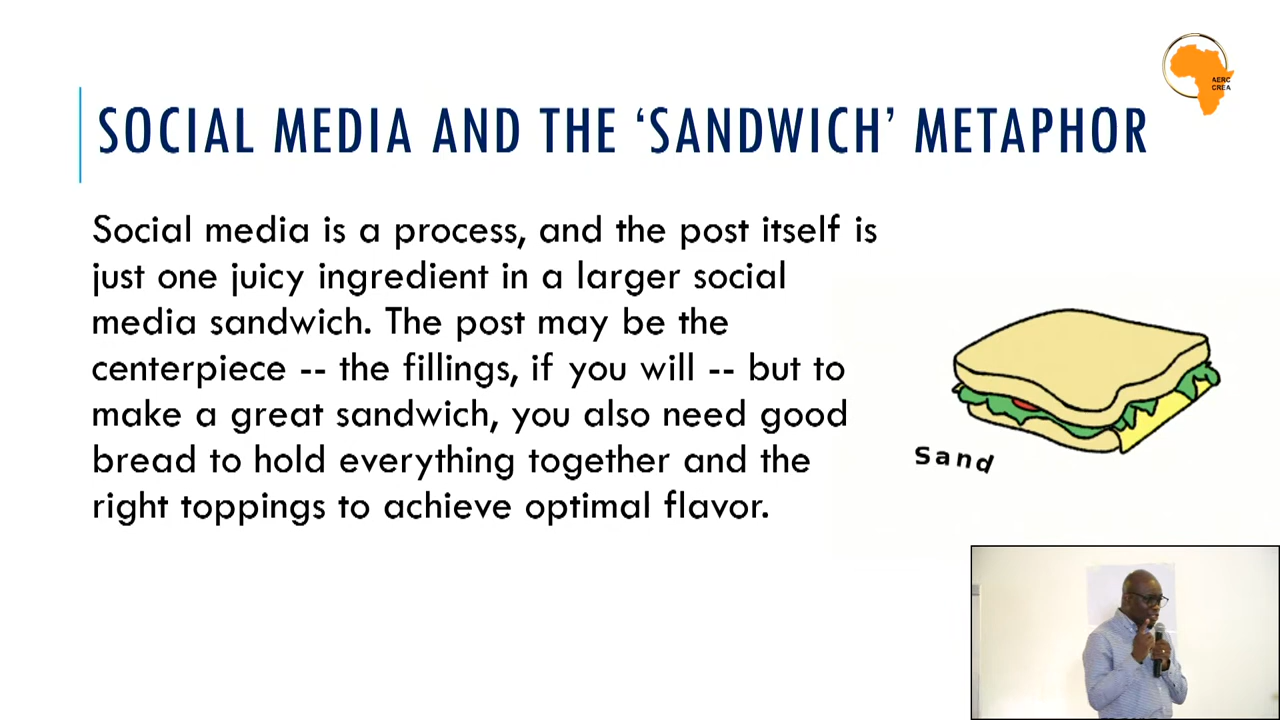 AERC
CREA
SOCIAL MEDIA AND THE ‘SANDWICH’ METAPHOR
Social media is a process, and the post itself is
just one juicy ingredient in a larger social
media sandwich. The post may be the
centerpiece -- the fillings, if you will -- but to
make a great sandwich, you also need good
bread to hold everything together and the
right toppings to achieve optimal flavor.
Sand